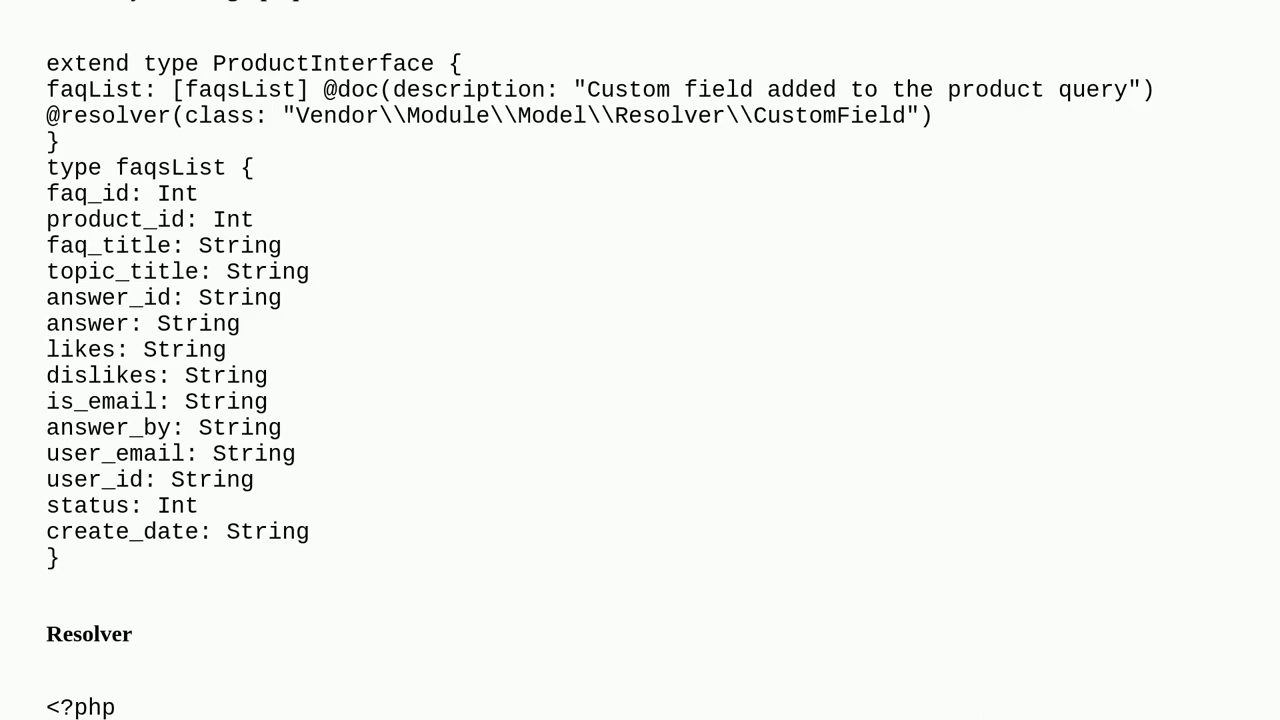 extend type ProductInterface {
faqList: [faqsList] @doc(description: "Custom field added to the product query")
@resolver(class: "Vendor\\Module\\Model\\Resolver\\CustomField")
}
type faqsList {
faq_id: Int
product_id: Int
faq_title: String
topic_title: String
answer_id: String
answer: String
likes: String
dislikes: String
is_email: String
answer_by: String
user_email: String
user_id: String
status: Int
create_date: String
}
Resolver
<?php